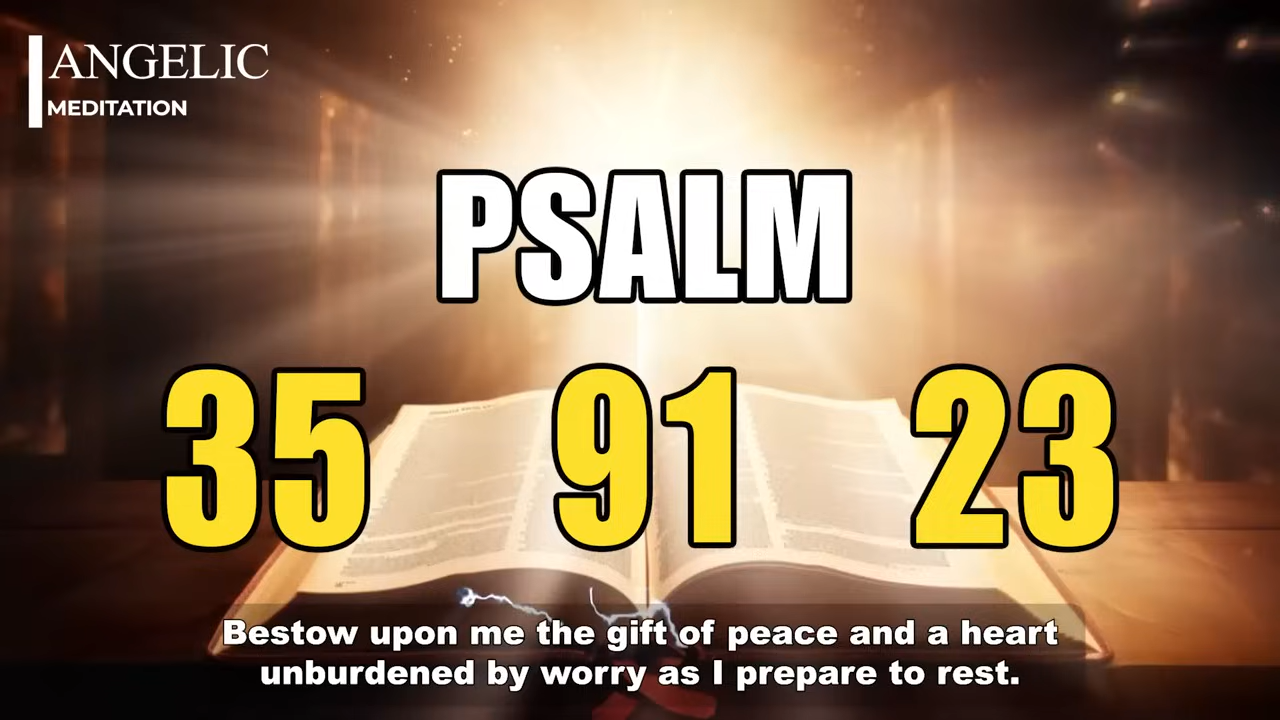 ANGELIC
MEDITATION
PSALM
35 91 23
Bestow upon me the gift of peace and a heart
unburdened by worry as I prepare to rest.